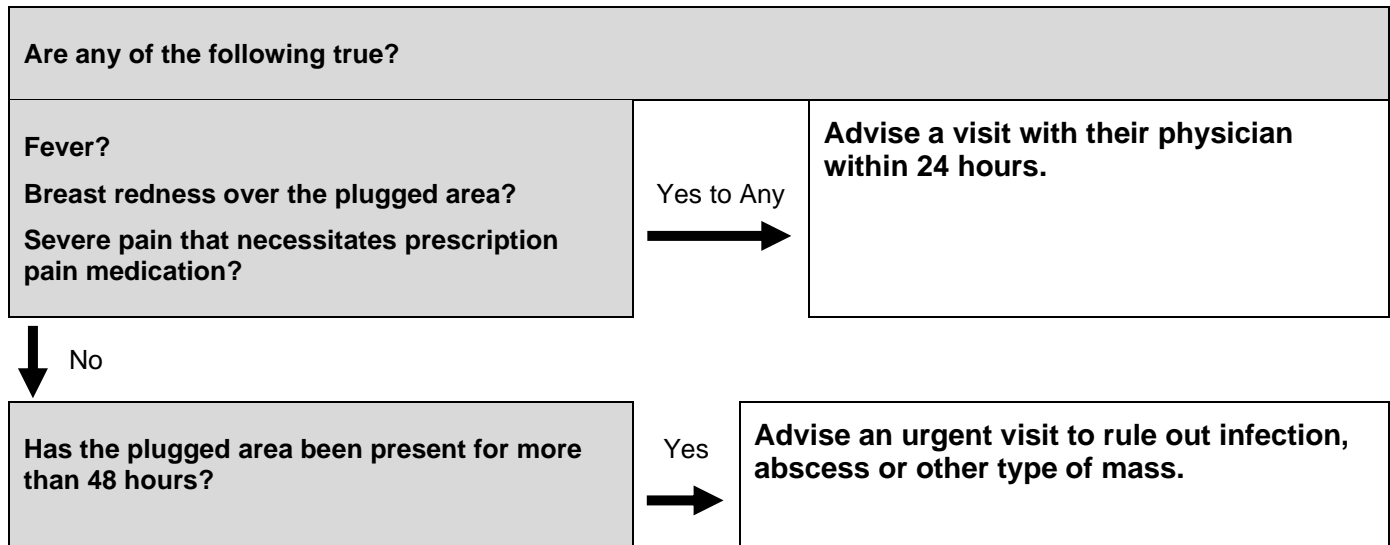 Are any of the following true?
Fever?
Breast redness over the plugged area?
Severe pain that necessitates prescription
pain medication?
Yes to Any
Advise a visit with their physician
within 24 hours.
No
Has the plugged area been present for more
than 48 hours?
Yes
Advise an urgent visit to rule out infection,
abscess or other type of mass.